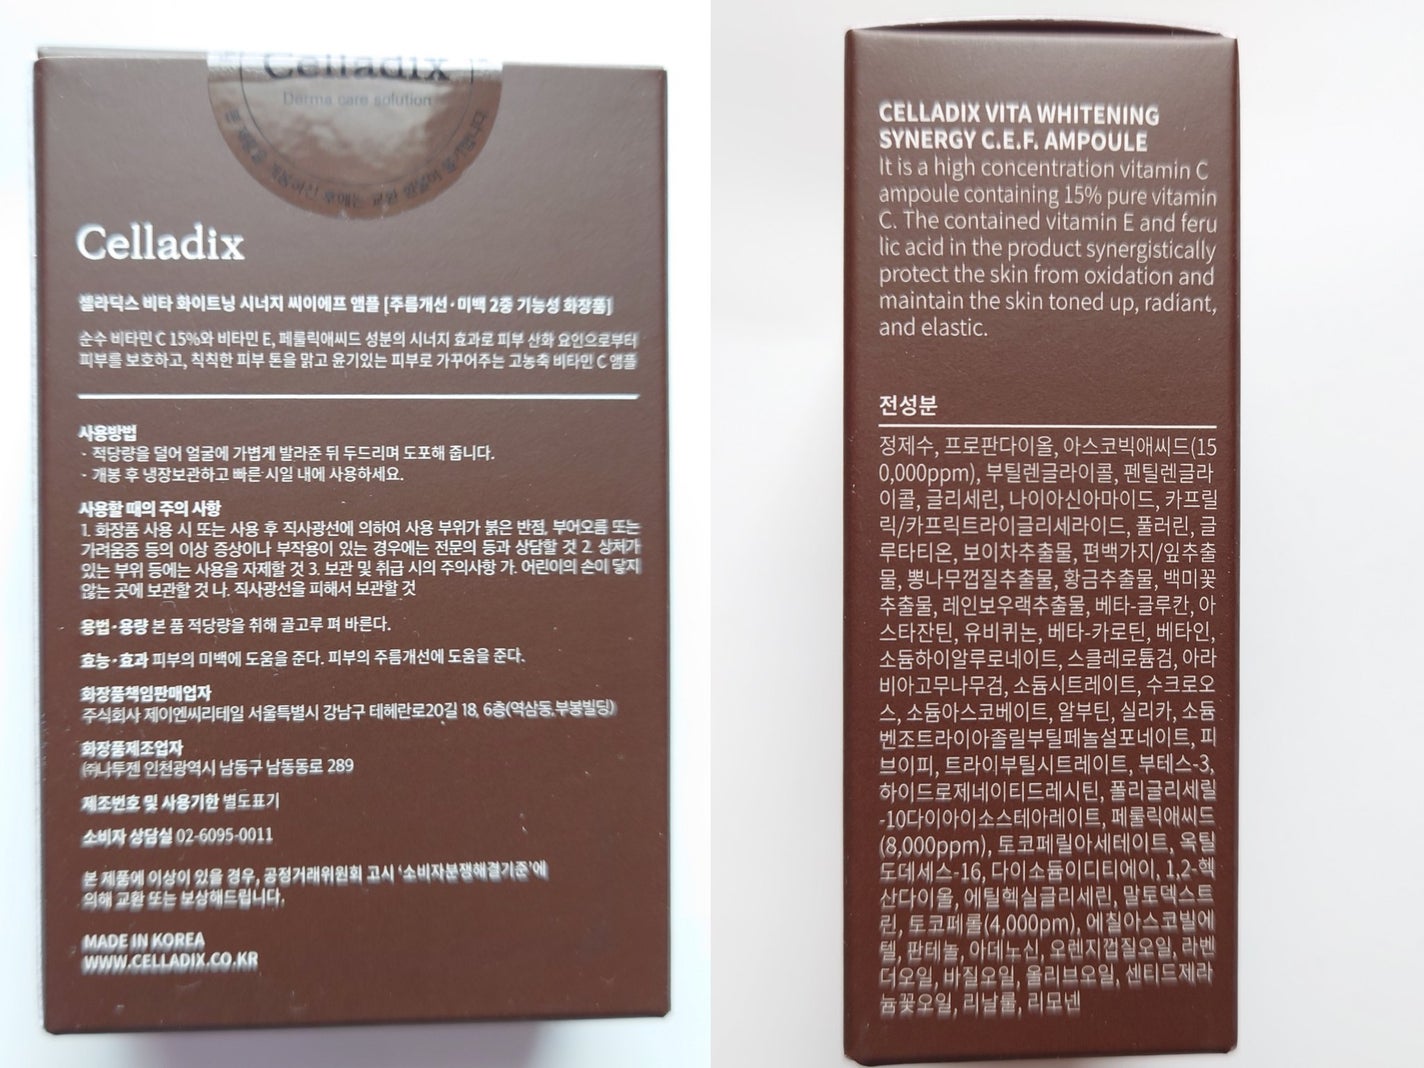 Celladix
Derma care solution
Celladix
셀라딕스 비타 화이트닝 시너지 씨이에프 앰플 [주름개선·미백 2중 기능성 화장품]
순수 비타민 C 15%와 비타민 E, 페룰릭애씨드 성분의 시너지 효과로 피부 산화 요인으로부터
피부를 보호하고, 칙칙한 피부 톤을 맑고 윤기있는 피부로 가꾸어주는 고농축 비타민 C 앰플
사용방법
- 적당량을 덜어 얼굴에 가볍게 발라준 뒤 두드리며 도포해 줍니다.
- 개봉 후 냉장보관하고 빠른 시일 내에 사용하세요.
사용할 때의 주의 사항
1. 화장품 사용 시 또는 사용 후 직사광선에 의하여 사용 부위가 붉은 반점, 부어오름 또는
가려움증 등의 이상 증상이나 부작용이 있는 경우에는 전문의 등과 상담할 것 2. 상처가
있는 부위 등에는 사용을 자제할 것 3. 보관 및 취급 시의 주의사항 가. 어린이의 손이 닿지
않는 곳에 보관할 것 나. 직사광선을 피해서 보관할 것
용법·용량 본 품 적당량을 취해 골고루 펴 바른다.
효능·효과 피부의 미백에 도움을 준다. 피부의 주름개선에 도움을 준다.
화장품책임판매업자
주식회사 제이엔씨리테일 서울특별시 강남구 테헤란로20길 18, 6층(역삼동,부봉빌딩)
화장품제조업자
㈜나투젠 인천광역시 남동구 남동동로 289
제조번호 및 사용기한 별도표기
소비자 상담실 02-6095-0011
본 제품에 이상이 있을 경우, 공정거래위원회 고시 '소비자분쟁해결기준'에
의해 교환 또는 보상해드립니다.
MADE IN KOREA
WWW.CELLADIX.CO.KR
CELLADIX VITA WHITENING
SYNERGY C.E.F. AMPOULE
It is a high concentration vitamin C
ampoule containing 15% pure vitamin
C. The contained vitamin E and feru
lic acid in the product synergistically
protect the skin from oxidation and
maintain the skin toned up, radiant,
and elastic.
전성분
정제수, 프로판다이올, 아스코빅애씨드(15
0,000ppm), 부틸렌글라이콜, 펜틸렌글라
이콜, 글리세린, 나이아신아마이드, 카프릴
릭/카프릭트라이글리세라이드, 풀러린, 글
루타티온, 보이차추출물, 편백가지/잎추출
물, 뽕나무껍질추출물, 황금추출물, 백미꽃
추출물, 레인보우랙추출물, 베타-글루칸, 아
스타잔틴, 유비퀴논, 베타-카로틴, 베타인,
소듐하이알루로네이트, 스클레로튬검, 아라
비아고무나무검, 소듐시트레이트, 수크로오
스, 소듐아스코베이트, 알부틴, 실리카, 소듐
벤조트라이아졸릴부틸페놀설포네이트, 피
브이피, 트라이부틸시트레이트, 부테스-3,
하이드로제네이티드레시틴, 폴리글리세릴
-10다이아이소스테아레이트, 페룰릭애씨드
(8,000ppm), 토코페릴아세테이트, 옥틸
도데세스-16, 다이소듐이디티에이, 1,2-헥
산다이올, 에틸헥실글리세린, 말토덱스트
린, 토코페롤(4,000pm), 에칠아스코빌에
텔, 판테놀, 아데노신, 오렌지껍질오일, 라벤
더오일, 바질오일, 올리브오일, 센티드제라
늄꽃오일, 리날룰, 리모넨